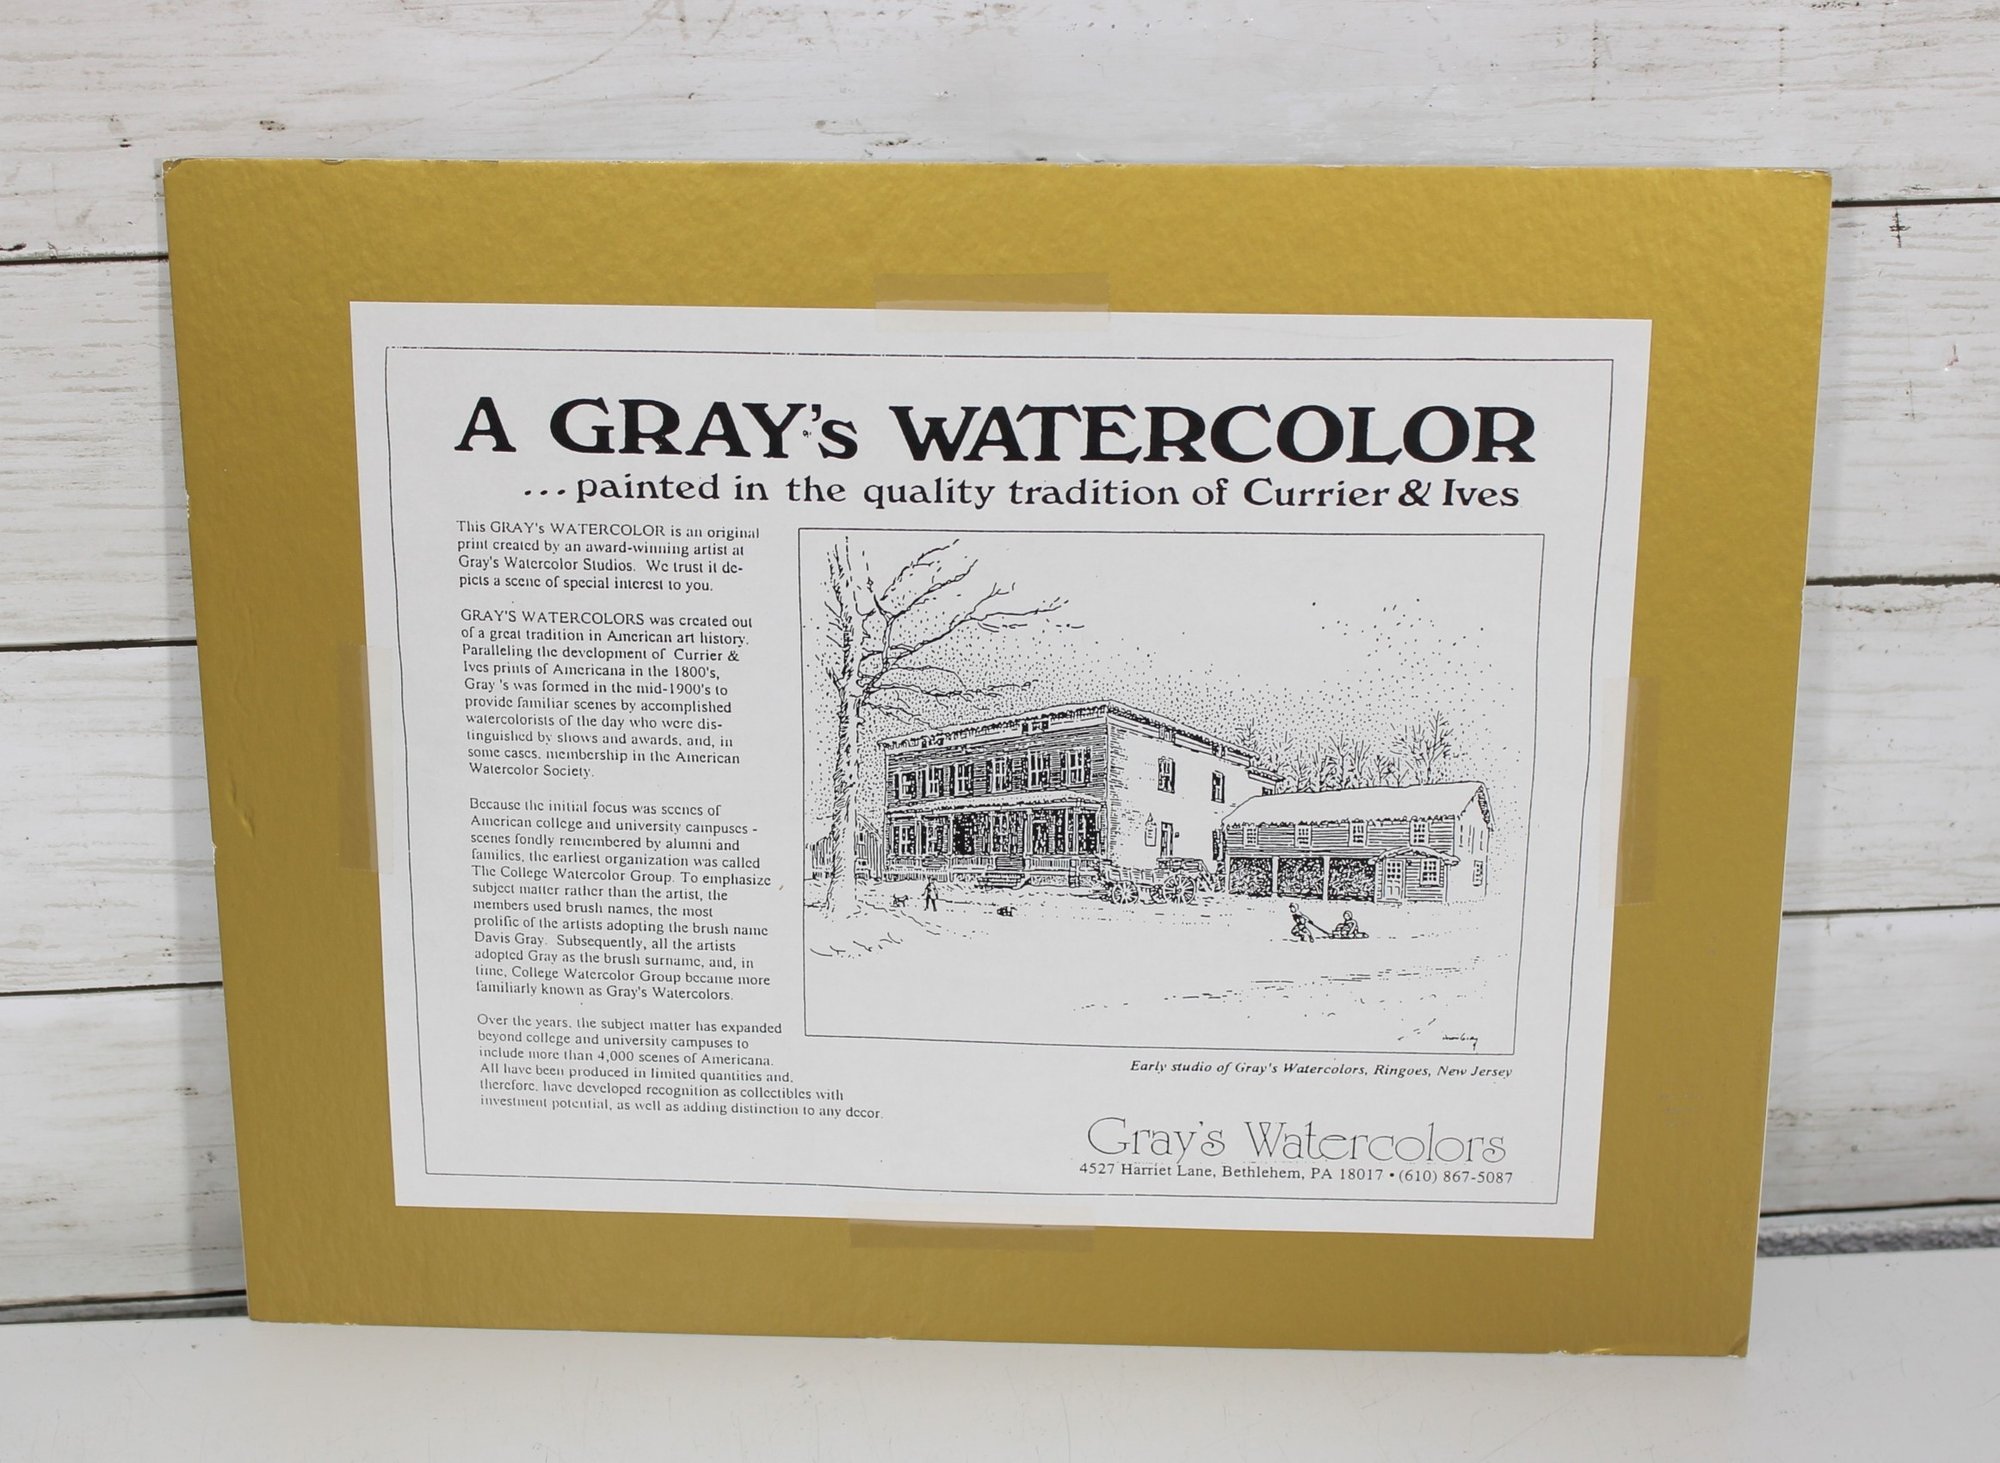 A GRAY's WATERCOLOR
...painted in the quality tradition of Currier & Ives
This GRAY's WATERCOLOR is an original
print created by an award-winning artist at
Gray's Watercolor Studios. We trust it de-
picts a scene of special interest to you.
GRAY'S WATERCOLORS was created out
of a great tradition in American art history.
Paralleling the development of Currier &
Ives prints of Americana in the 1800's,
Gray 's was formed in the mid-1900's to
provide familiar scenes by accomplished
watercolorists of the day who were dis-
tinguished by shows and awards, and, in
some cases, membership in the American
Watercolor Society.
Because the initial focus was scenes of
American college and university campuses -
scenes fondly remembered by alumni and
families, the earliest organization was called
The College Watercolor Group. To emphasize
subject matter rather than the artist, the
members used brush names, the most
prolific of the artists adopting the brush name
Davis Gray. Subsequently, all the artists
adopted Gray as the brush surname, and, in
time, College Watercolor Group became more
familiarly known as Gray's Watercolors.
Over the years, the subject matter has expanded
beyond college and university campuses to
include more than 4,000 scenes of Americana.
All have been produced in limited quantities and,
therefore, have developed recognition as collectibles with
investment potential, as well as adding distinction to any decor.
Early studio of Gray's Watercolors, Ringoes, New Jersey
Gray's Watercolors
4527 Harriet Lane, Bethlehem, PA 18017 • (610) 867-5087